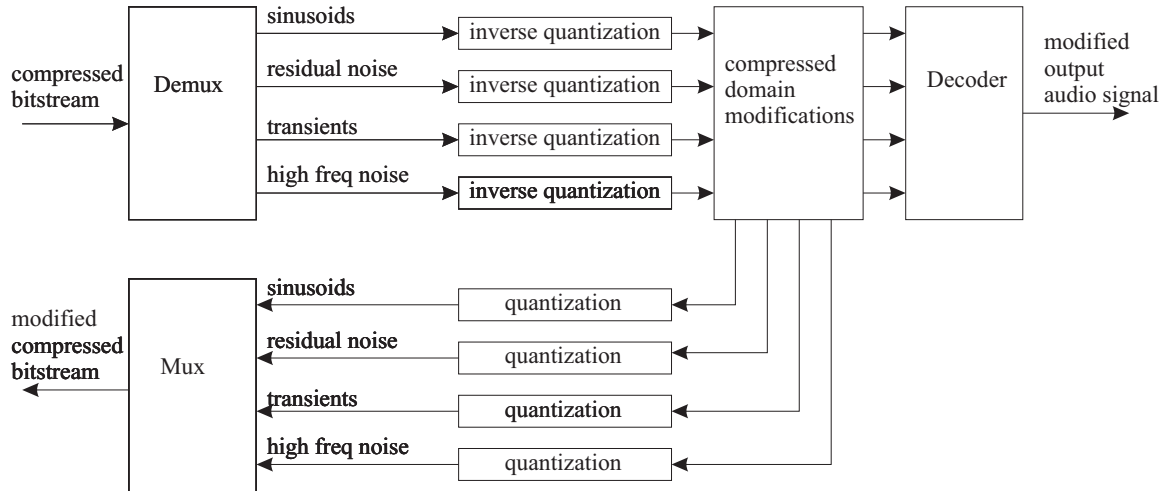 sinusoids
inverse quantization
residual noise
inverse quantization
transients
inverse quantization
high freq noise
inverse quantization
compressed
bitstream
Demux
compressed
domain
modifications
Decoder
modified
output
audio signal
sinusoids
quantization
residual noise
quantization
transients
quantization
high freq noise
quantization
modified
compressed
bitstream
Mux